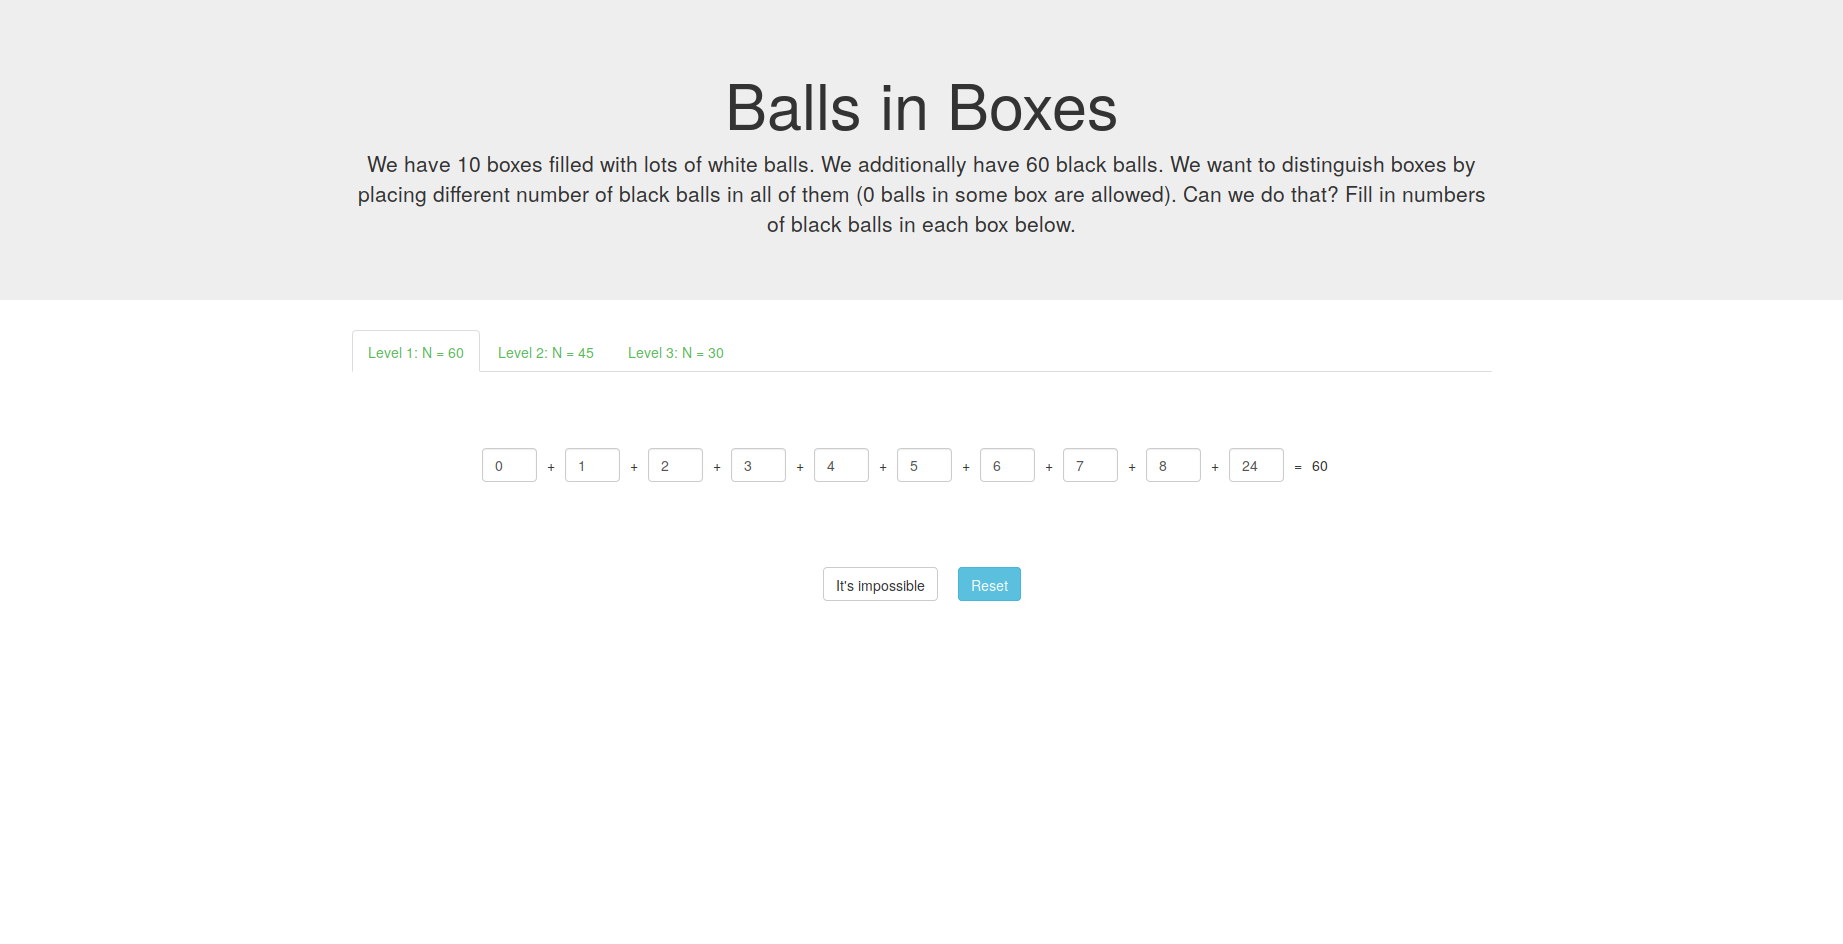 Balls in Boxes
We have 10 boxes filled with lots of white balls. We additionally have 60 black balls. We want to distinguish boxes by
placing different number of black balls in all of them (0 balls in some box are allowed). Can we do that? Fill in numbers
of black balls in each box below.
Level 1: N = 60 Level 2: N = 45 Level 3: N = 30
0 + 1 + 2 + 3 + 4 + 5 + 6 + 7 + 8 + 24 = 60
It's impossible Reset